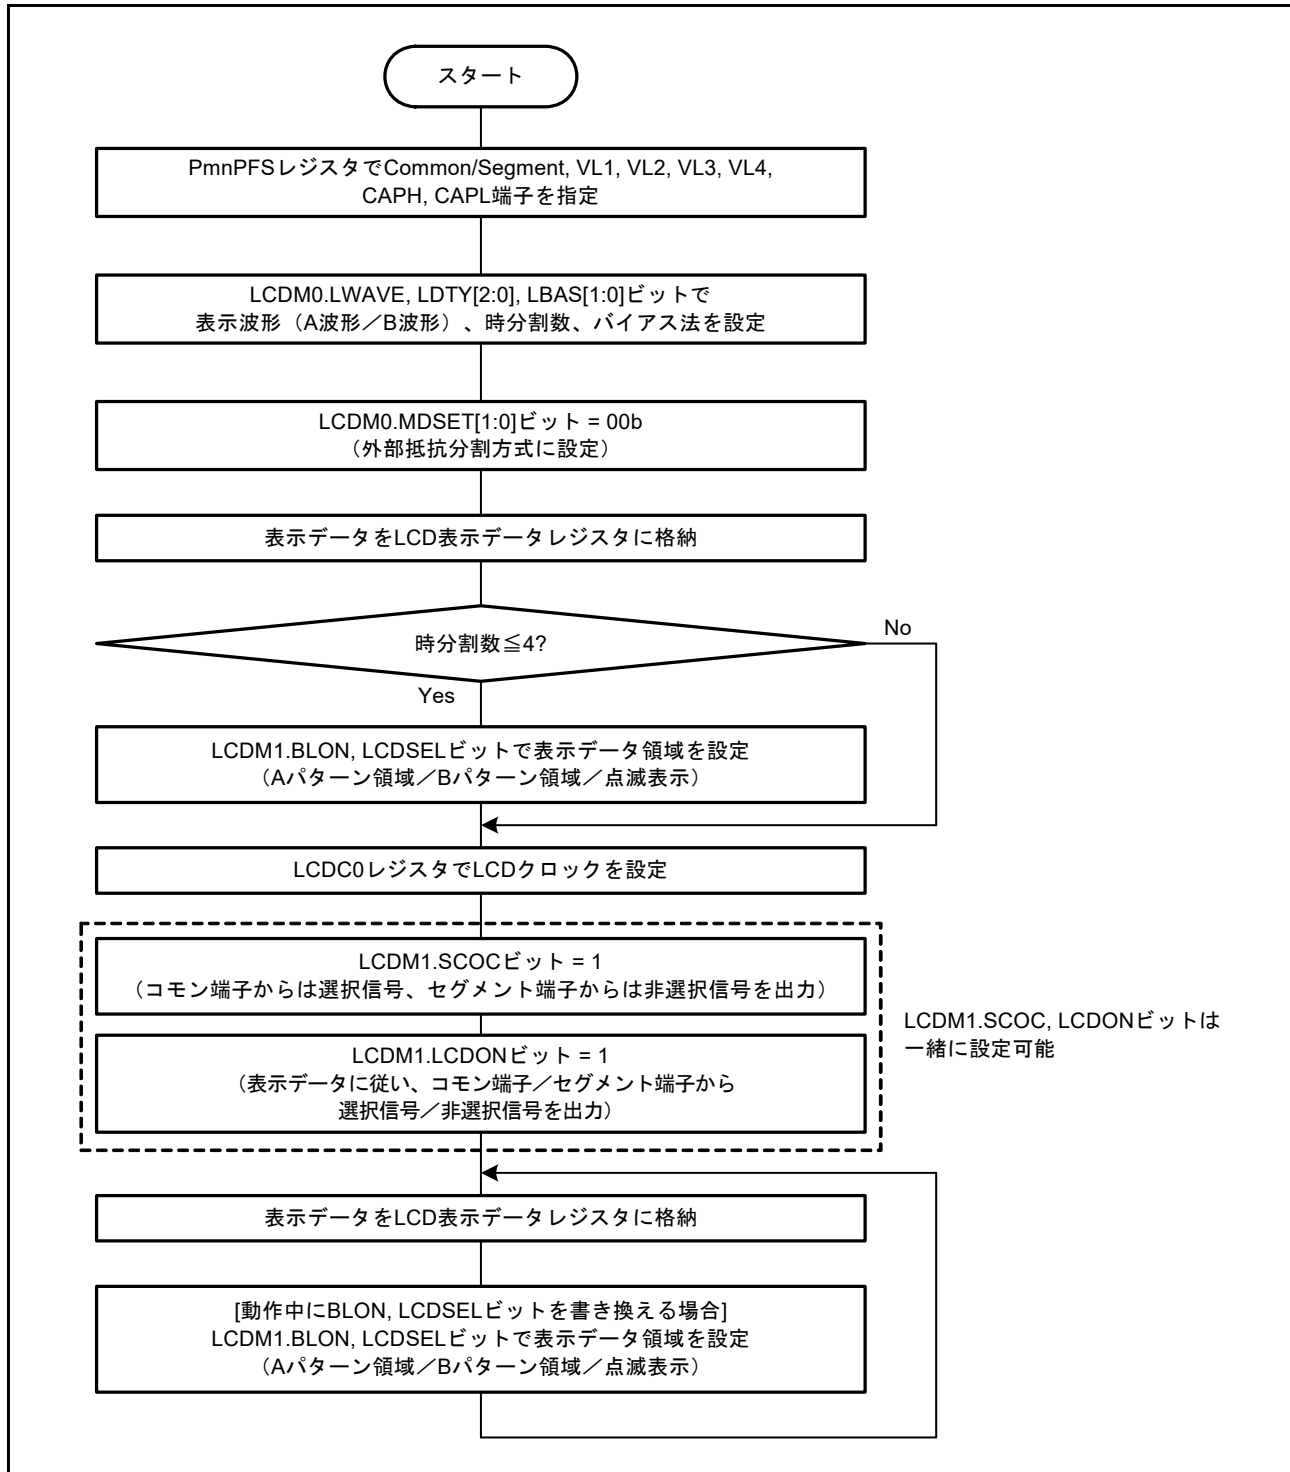 スタート
PmnPFSレジスタでCommon/Segment, VL1, VL2, VL3, VL4,
CAPH, CAPL端子を指定
LCDM0.LWAVE, LDTY[2:0], LBAS[1:0]ビットで
表示波形（A波形／B波形）、時分割数、バイアス法を設定
LCDM0.MDSET[1:0]ビット = 00b
（外部抵抗分割方式に設定）
表示データをLCD表示データレジスタに格納
時分割数≦4?
No
Yes
LCDM1.BLON, LCDSELビットで表示データ領域を設定
（Aパターン領域／Bパターン領域／点滅表示）
LCDC0レジスタでLCDクロックを設定
LCDM1.SCOCビット = 1
（コモン端子からは選択信号、セグメント端子からは非選択信号を出力）
LCDM1.LCDONビット = 1
（表示データに従い、コモン端子／セグメント端子から
選択信号／非選択信号を出力）
LCDM1.SCOC, LCDONビットは
一緒に設定可能
表示データをLCD表示データレジスタに格納
[動作中にBLON, LCDSELビットを書き換える場合]
LCDM1.BLON, LCDSELビットで表示データ領域を設定
（Aパターン領域／Bパターン領域／点滅表示）